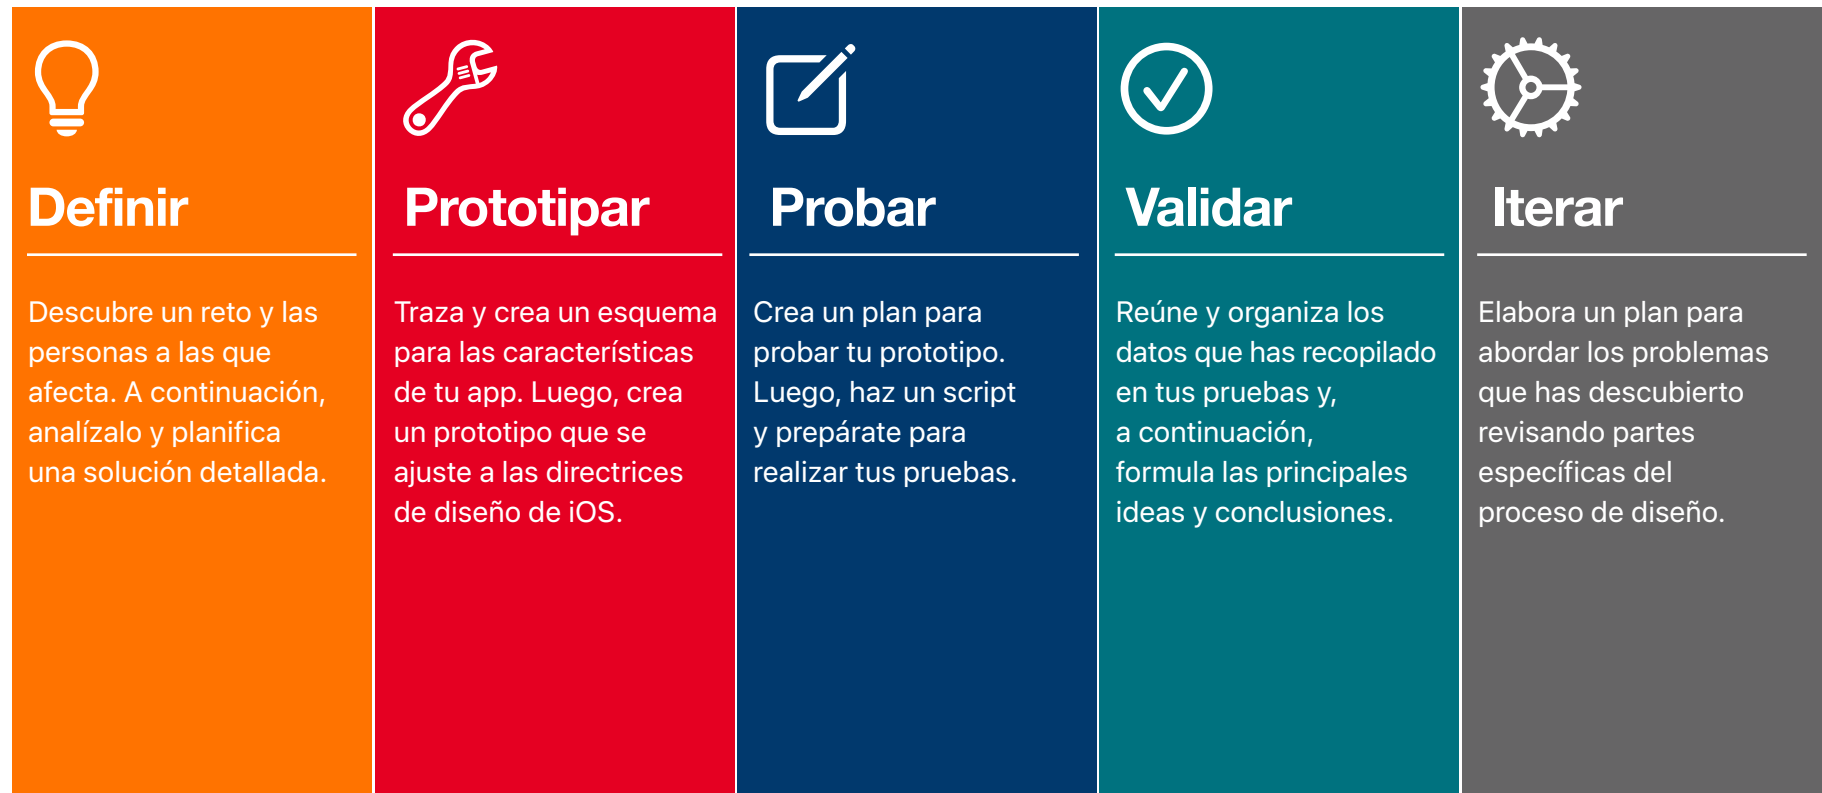 Definir
Descubre un reto y las
personas a las que
afecta. A continuación,
analízalo y planifica
una solución detallada.
Prototipar
Traza y crea un esquema
para las características
de tu app. Luego, crea
un prototipo que se
ajuste a las directrices
de diseño de iOS.
Probar
Crea un plan para
probar tu prototipo.
Luego, haz un script
y prepárate para
realizar tus pruebas.
Validar
Reúne y organiza los
datos que has recopilado
en tus pruebas y,
a continuación,
formula las principales
ideas y conclusiones.
Iterar
Elabora un plan para
abordar los problemas
que has descubierto
revisando partes
específicas del
proceso de diseño.